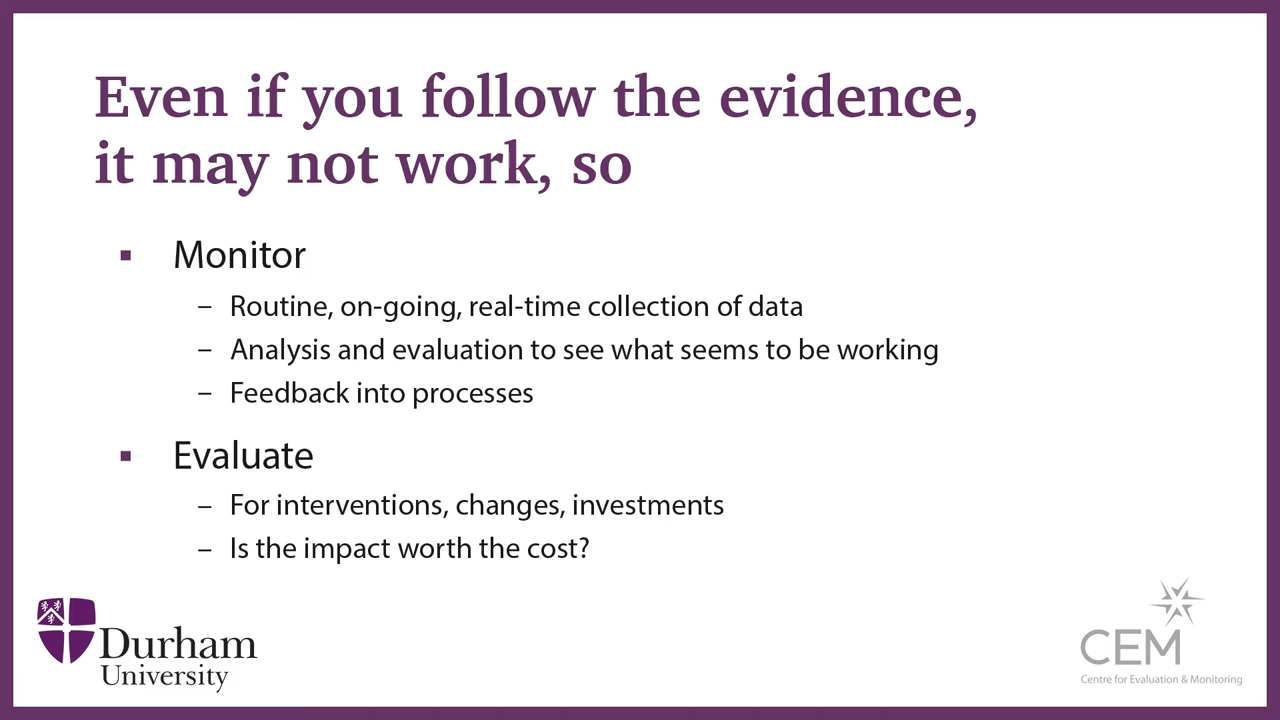 Even if you follow the evidence,
it may not work, so
▪ Monitor
– Routine, on-going, real-time collection of data
– Analysis and evaluation to see what seems to be working
– Feedback into processes
▪ Evaluate
– For interventions, changes, investments
– Is the impact worth the cost?
Durham
University
CEM
Centre for Evaluation & Monitoring